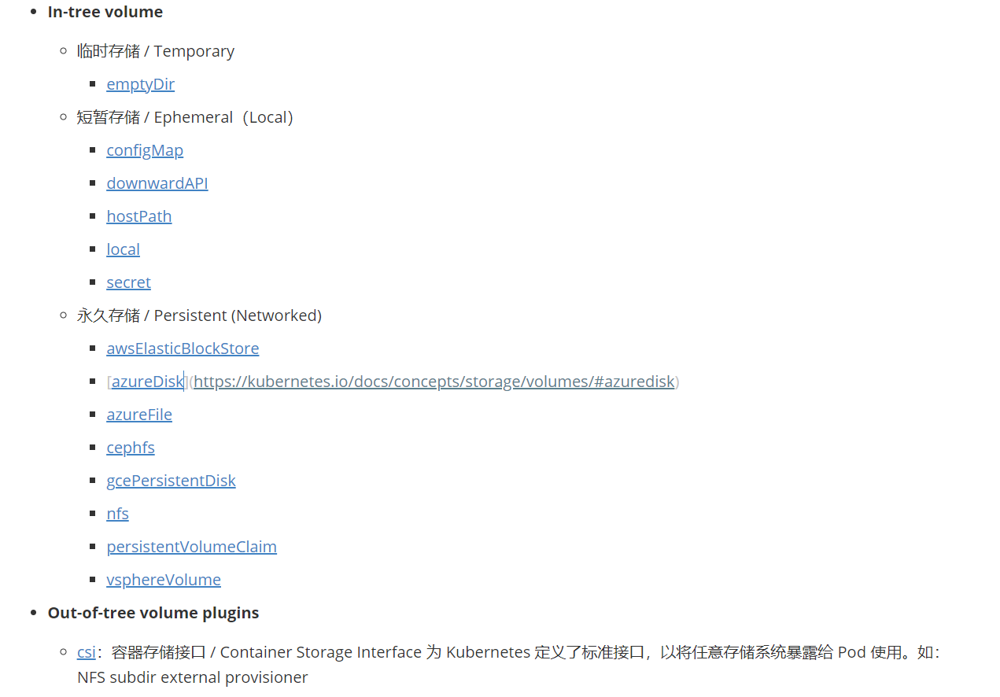 In-tree volume
临时存储 / Temporary
emptyDir
短暂存储 / Ephemeral（Local）
configMap
downwardAPI
hostPath
local
secret
永久存储 / Persistent (Networked)
awsElasticBlockStore
[azureDisk](https://kubernetes.io/docs/concepts/storage/volumes/#azuredisk)
azureFile
cephfs
gcePersistentDisk
nfs
persistentVolumeClaim
vsphereVolume
Out-of-tree volume plugins
csi：容器存储接口 / Container Storage Interface 为 Kubernetes 定义了标准接口，以将任意存储系统暴露给 Pod 使用。如：
NFS subdir external provisioner